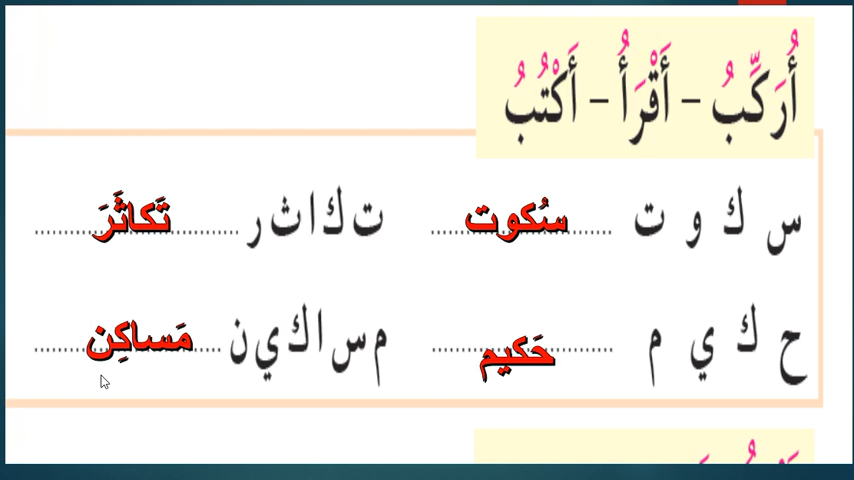 أُرَكِّبُ – أَقْرَأُ – أَكْتُبُ
س ك و ت سُكوت ت ك ا ث ر تَكاثَرَ
ح ك ي م حَكيم م س ا ك ي ن مَساكِن